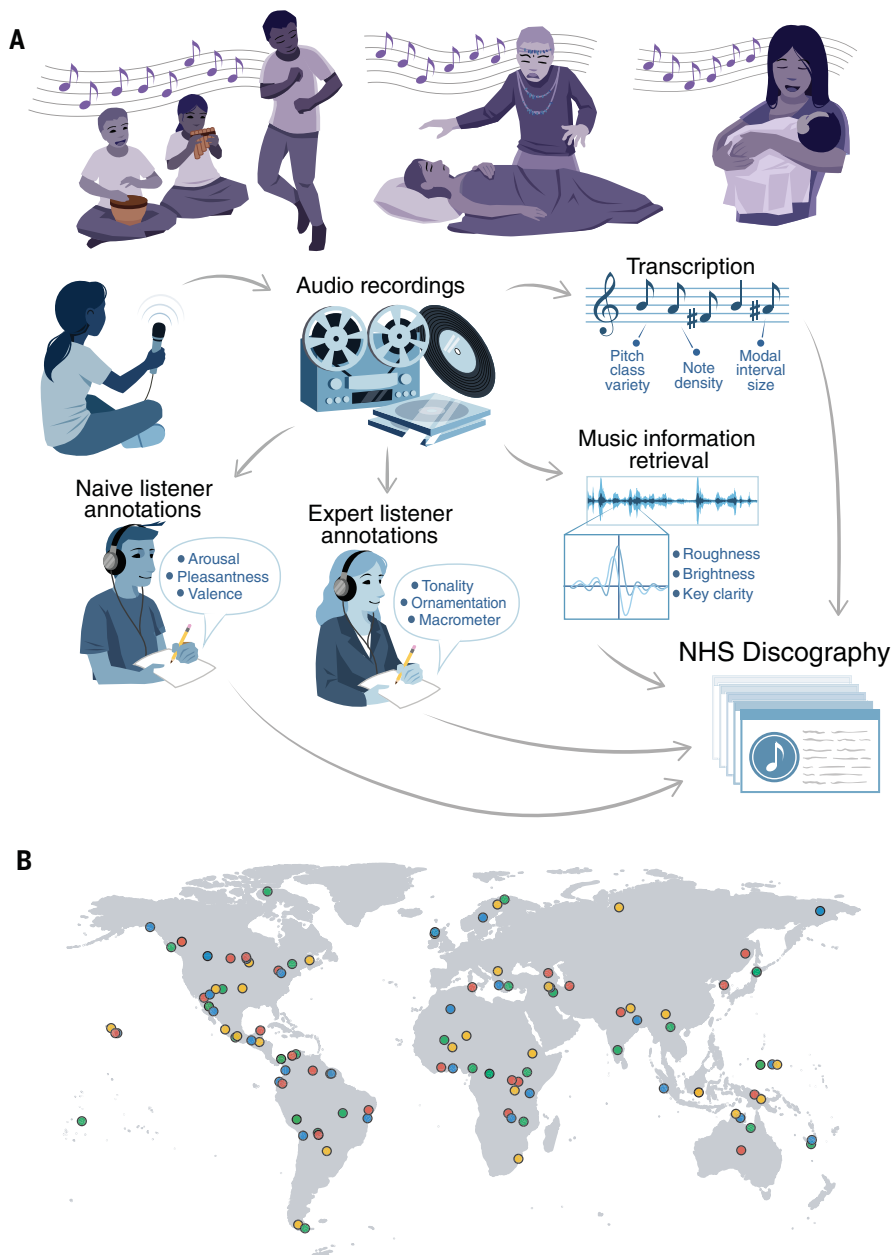 A
Audio recordings
Transcription
Pitch
class
variety
Note
density
Modal
interval
size
Music information
retrieval
• Roughness
• Brightness
• Key clarity
Naive listener
annotations
• Arousal
• Pleasantness
• Valence
Expert listener
annotations
• Tonality
• Ornamentation
• Macrometer
NHS Discography
B